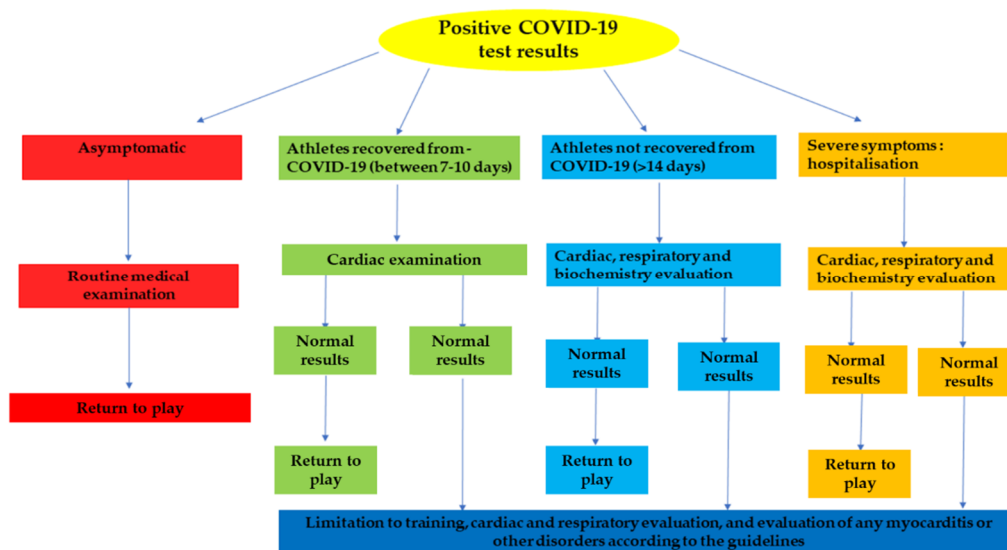 Positive COVID-19
test results
Asymptomatic
Athletes recovered from -
COVID-19 (between 7-10 days)
Athletes not recovered from
COVID-19 (>14 days)
Severe symptoms :
hospitalisation
Routine medical
examination
Cardiac examination
Cardiac, respiratory and
biochemistry evaluation
Cardiac, respiratory and
biochemistry evaluation
Normal
results
Normal
results
Normal
results
Normal
results
Normal
results
Normal
results
Return to play
Return to
play
Return to
play
Return to
play
Limitation to training, cardiac and respiratory evaluation, and evaluation of any myocarditis or
other disorders according to the guidelines